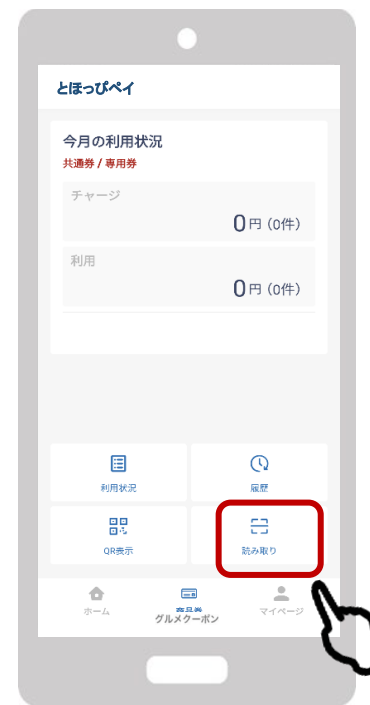 とほっぴペイ
今月の利用状況
共通券 / 専用券
チャージ
0円（0件）
利用
0円（0件）
利用状況
履歴
QR表示
読み取り
ホーム
商品券
グルメクーポン
マイページ